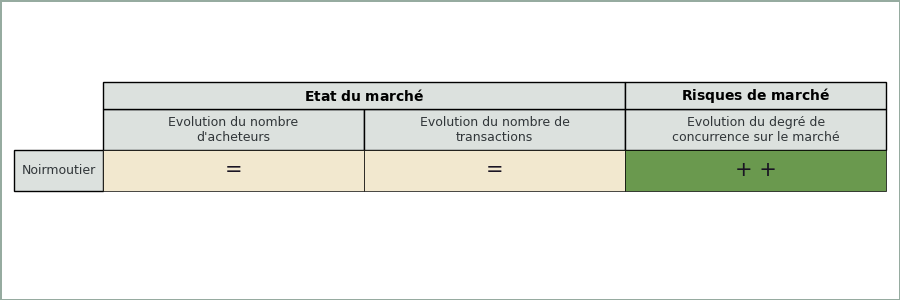 Etat du marché
Risques de marché
Evolution du nombre
d'acheteurs
Evolution du nombre de
transactions
Evolution du degré de
concurrence sur le marché
Noirmoutier
=
=
+ +